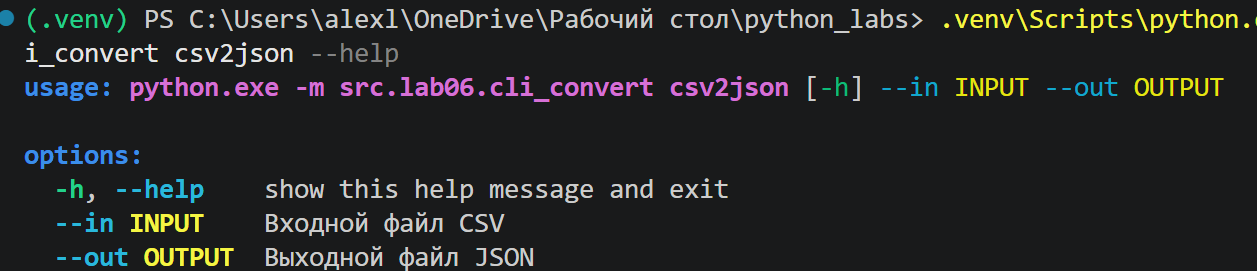 (.venv) PS C:\Users\alexl\OneDrive\Рабочий стол\python_labs> .venv\Scripts\python.
i_convert csv2json --help
usage: python.exe -m src.lab06.cli_convert csv2json [-h] --in INPUT --out OUTPUT
options:
-h, --help show this help message and exit
--in INPUT Входной файл CSV
--out OUTPUT Выходной файл JSON